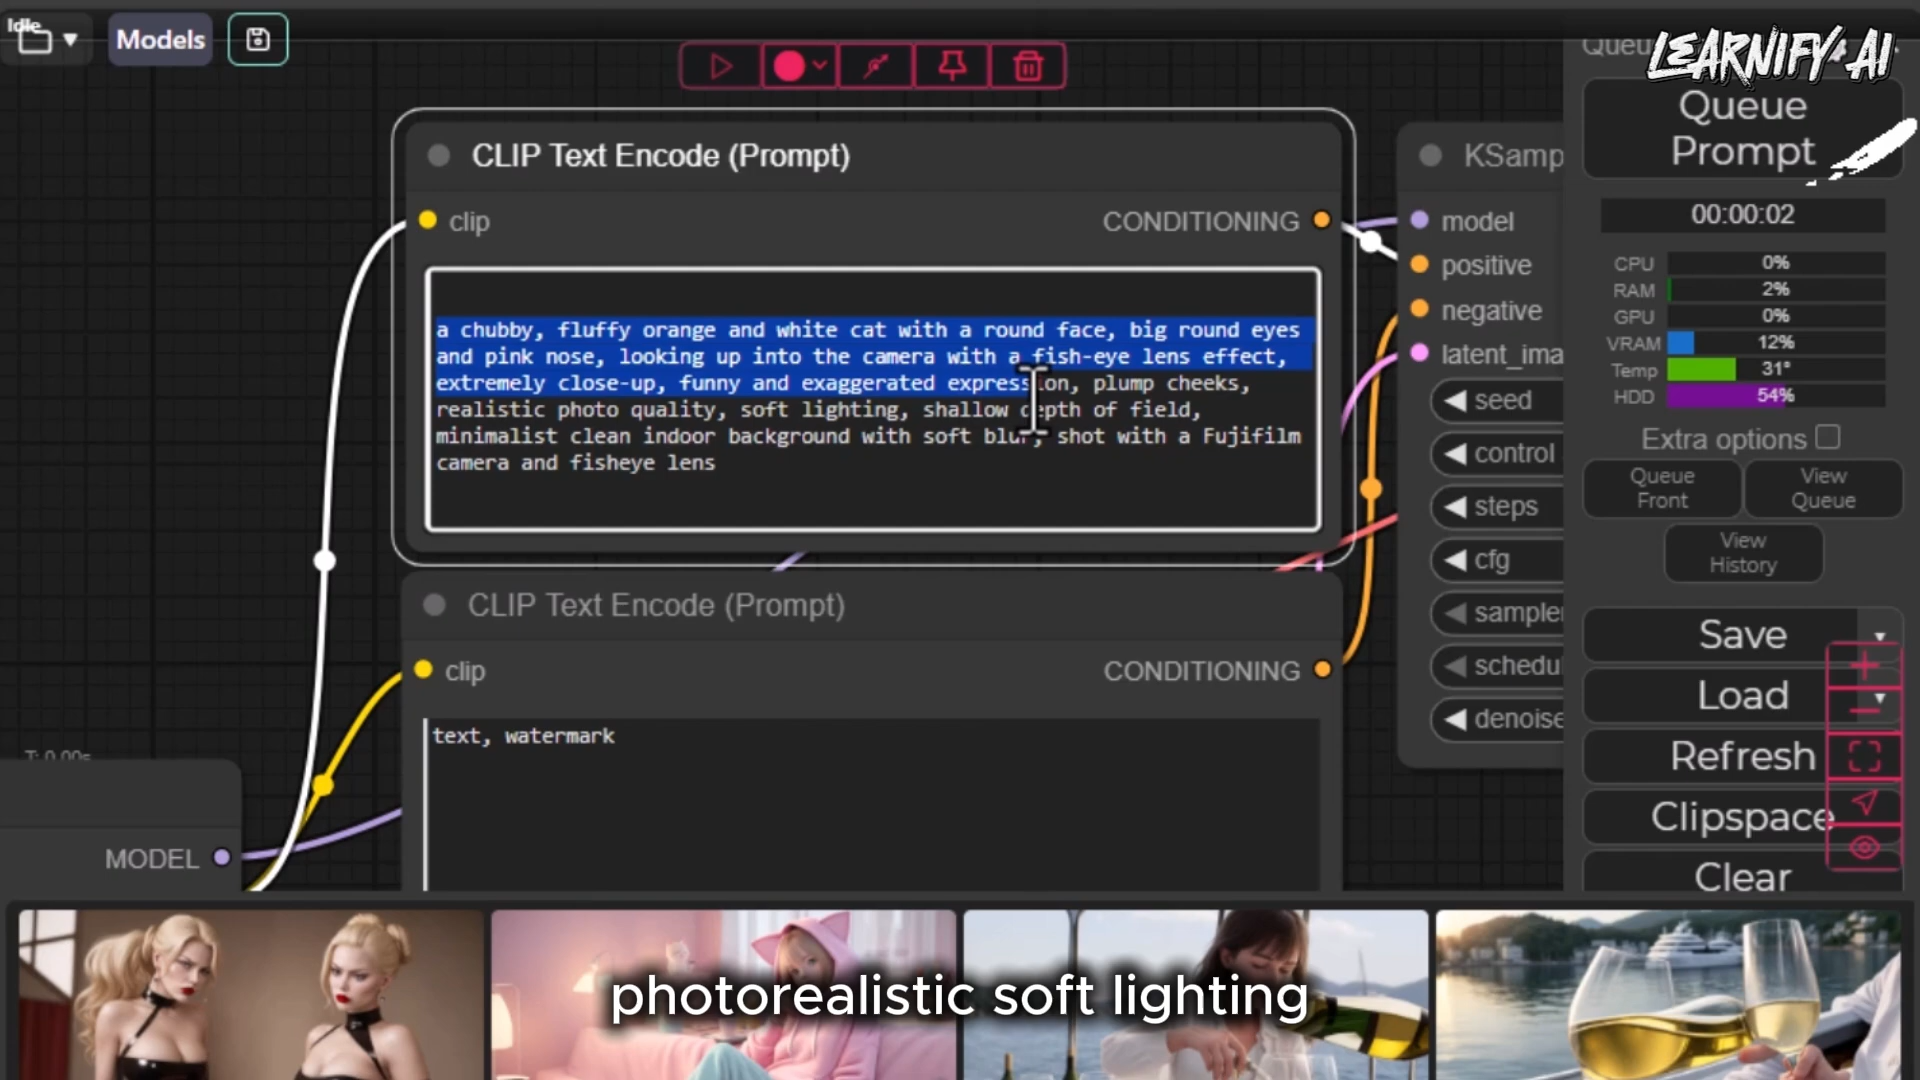 Idle
Models
LEARNIFY AI
Queue
Prompt
00:00:02
CPU 0%
RAM 2%
GPU 0%
VRAM 12%
Temp 31°
HDD 54%
Extra options
Queue
Front
View
Queue
View
History
Save
Load
Refresh
Clipspace
Clear
CLIP Text Encode (Prompt)
clip
CONDITIONING
a chubby, fluffy orange and white cat with a round face, big round eyes
and pink nose, looking up into the camera with a fish-eye lens effect,
extremely close-up, funny and exaggerated expression, plump cheeks,
realistic photo quality, soft lighting, shallow depth of field,
minimalist clean indoor background with soft blur, shot with a Fujifilm
camera and fisheye lens
KSamp
model
positive
negative
latent_ima
seed
control
steps
cfg
sampler
schedu
denoise
CLIP Text Encode (Prompt)
clip
CONDITIONING
text, watermark
T: 0.00s
MODEL
photorealistic soft lighting